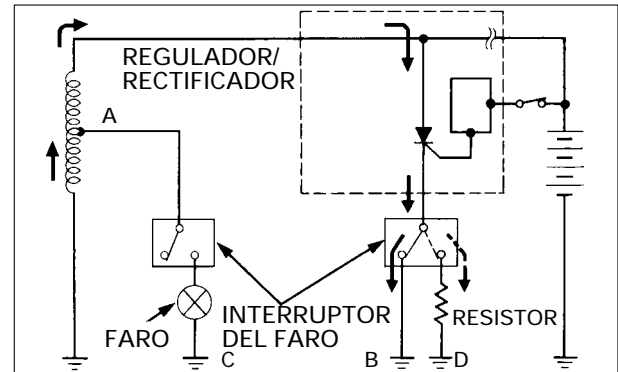 REGULADOR/
RECTIFICADOR
A
FARO
INTERRUPTOR
DEL FARO
RESISTOR
C
B
D